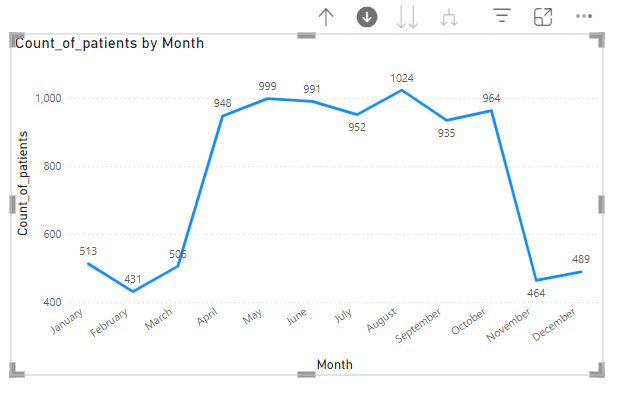 Count_of_patients by Month
Count_of_patients
1,000
800
600
400
513
431
506
948
999
991
952
1024
935
964
464
489
January
February
March
April
May
June
July
August
September
October
November
December
Month